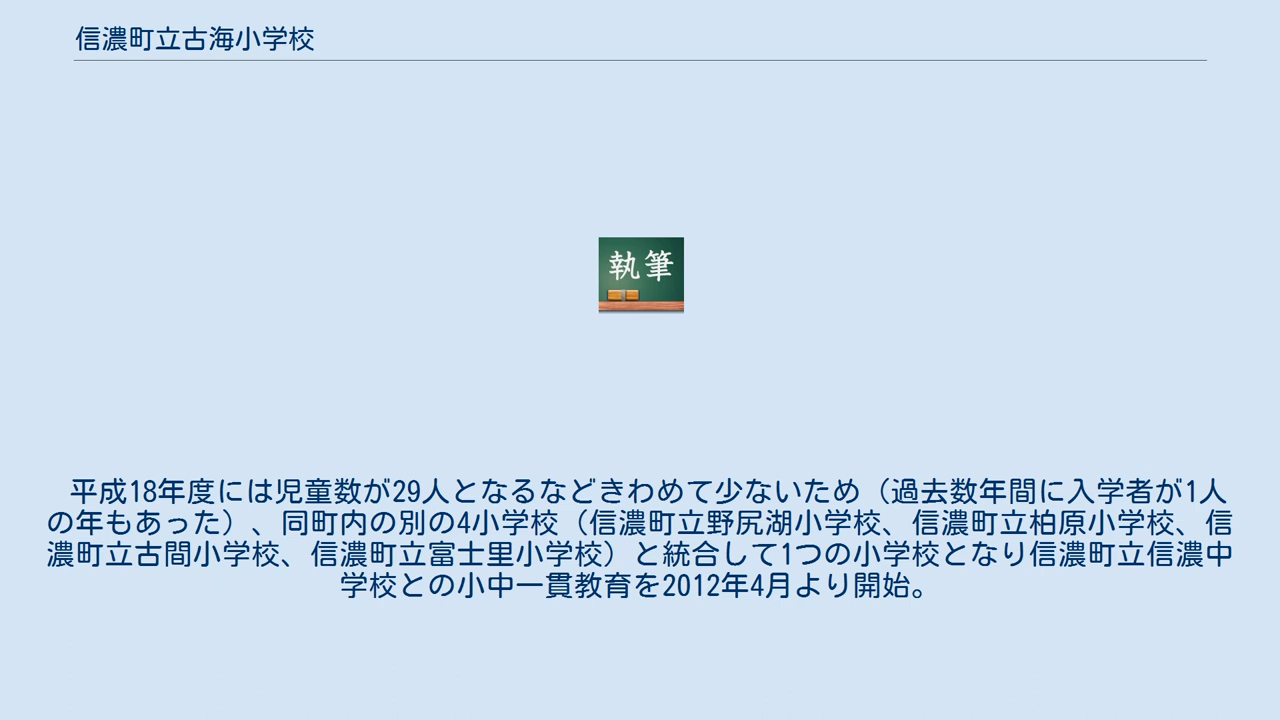 信濃町立古海小学校
執筆
平成18年度には児童数が29人となるなどきわめて少ないため（過去数年間に入学者が1人
の年もあった）、同町内の別の4小学校（信濃町立野尻湖小学校、信濃町立柏原小学校、信
濃町立古間小学校、信濃町立富士里小学校）と統合して1つの小学校となり信濃町立信濃中
学校との小中一貫教育を2012年4月より開始。